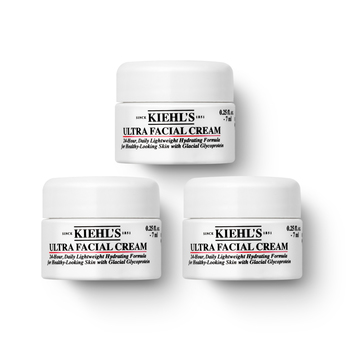 SINCE KIEHL'S 1851
ULTRA FACIAL CREAM
24-Hour, Daily Lightweight Hydrating Formula
for Healthy-Looking Skin with Glacial Glycoprotein
0.25 fl. oz.
- 7 ml
SINCE KIEHL'S 1851
ULTRA FACIAL CREAM
24-Hour, Daily Lightweight Hydrating Formula
for Healthy-Looking Skin with Glacial Glycoprotein
0.25 fl. oz.
- 7 ml
SINCE KIEHL'S 1851
ULTRA FACIAL CREAM
24-Hour, Daily Lightweight Hydrating Formula
for Healthy-Looking Skin with Glacial Glycoprotein
0.25 fl. oz.
- 7 ml